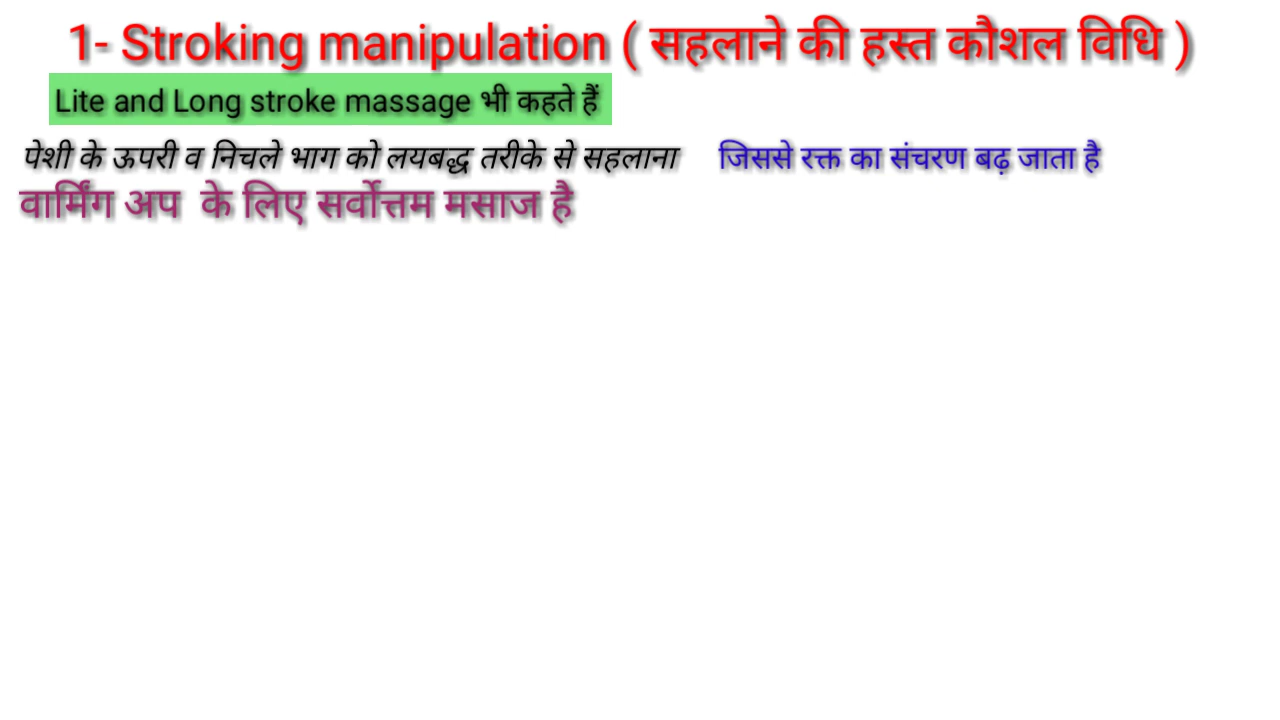 1- Stroking manipulation ( सहलाने की हस्त कौशल विधि )
Lite and Long stroke massage भी कहते हैं
पेशी के ऊपरी व निचले भाग को लयबद्ध तरीके से सहलाना जिससे रक्त का संचरण बढ़ जाता है
वार्मिंग अप के लिए सर्वोत्तम मसाज है